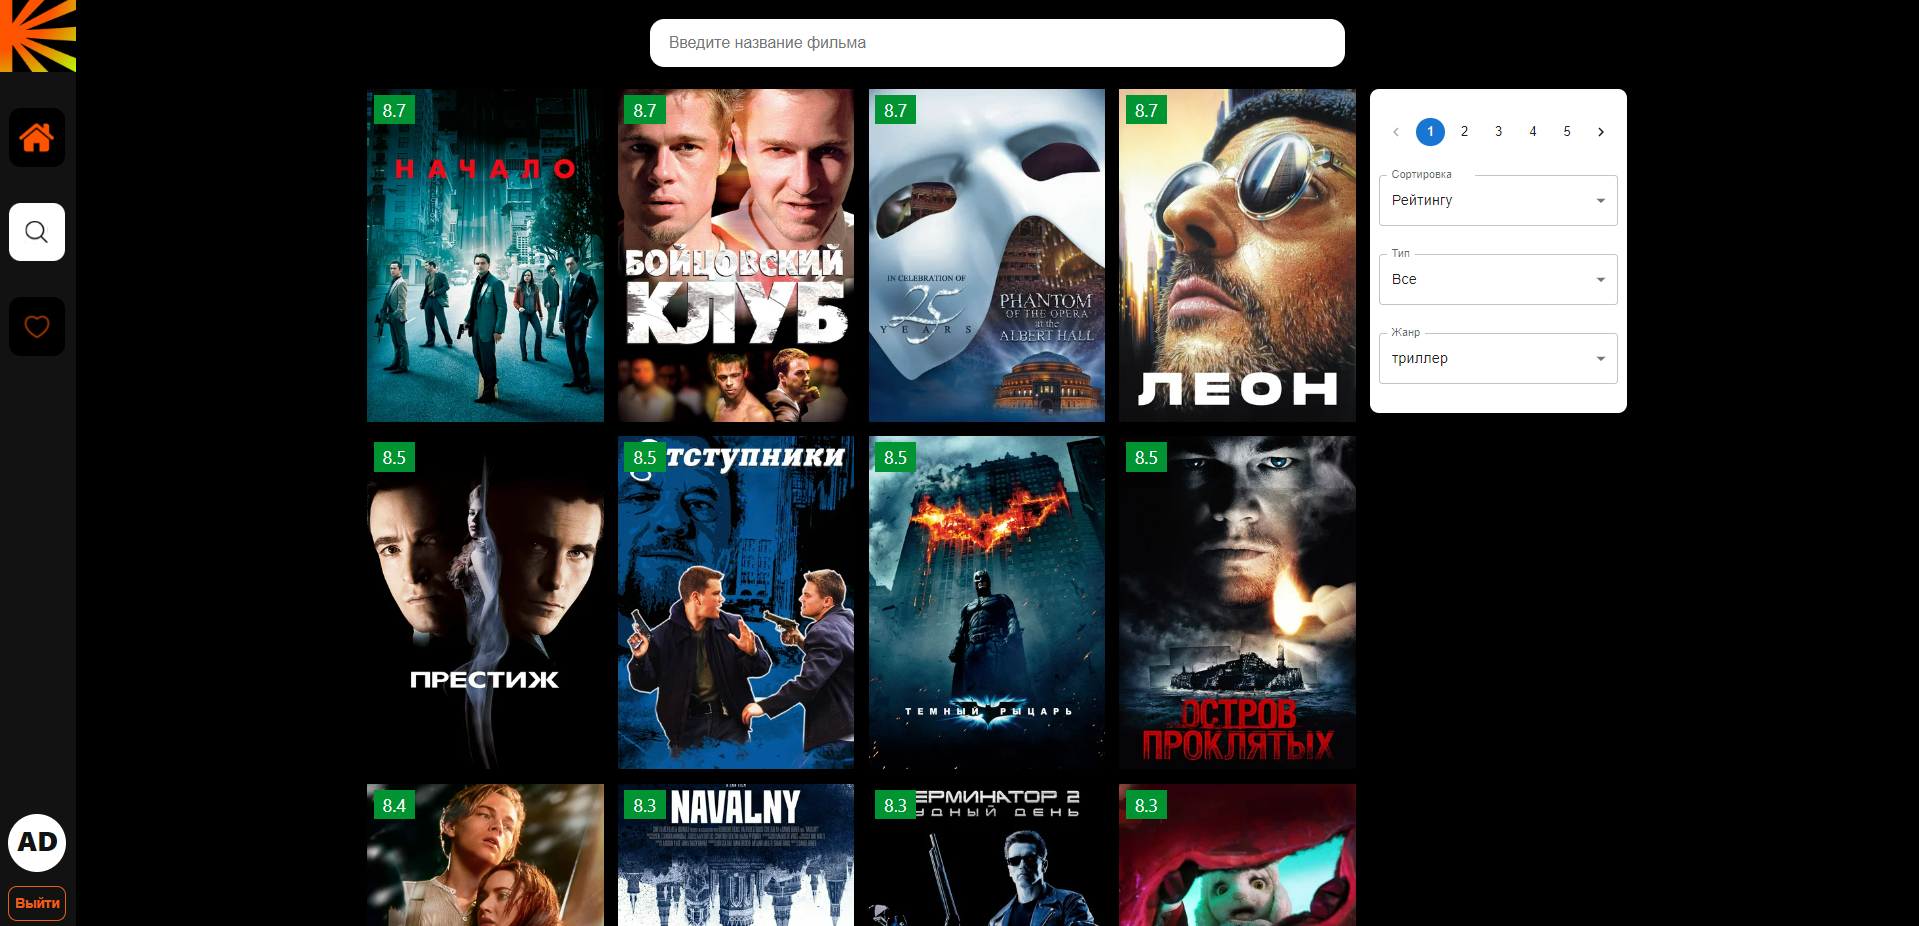 Введите название фильма
8.7
НАЧАЛО
8.7
БОЙЦОВСКИЙ
КЛУБ
8.7
IN CELEBRATION OF
25
YEARS
PHANTOM
OF THE OPERA
at the
ALBERT HALL
8.7
ЛЕОН
1 2 3 4 5
Сортировка
Рейтингу
Тип
Все
Жанр
триллер
8.5
ПРЕСТИЖ
8.5
тступники
8.5
ТЕМНЫЙ РЫЦАРЬ
8.5
ОСТРОВ
ПРОКЛЯТЫХ
8.4
8.3
NAVALNY
8.3
ЕРМИНАТОР 2
УДНЫЙ ДЕНЬ
8.3
AD
Выйти